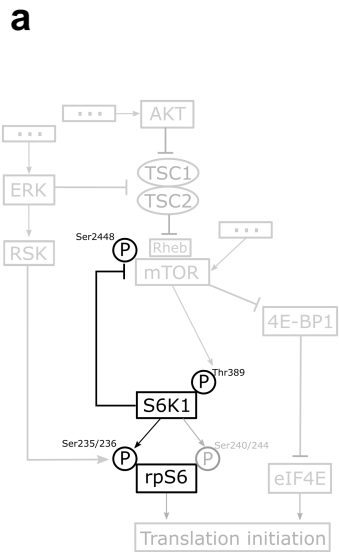 a
...
AKT
...
TSC1
ERK
TSC2
Ser2448
P
...
RSK
Rheb
mTOR
4E-BP1
P
Thr389
S6K1
Ser235/236
P
P
Ser240/244
rpS6
eIF4E
Translation initiation